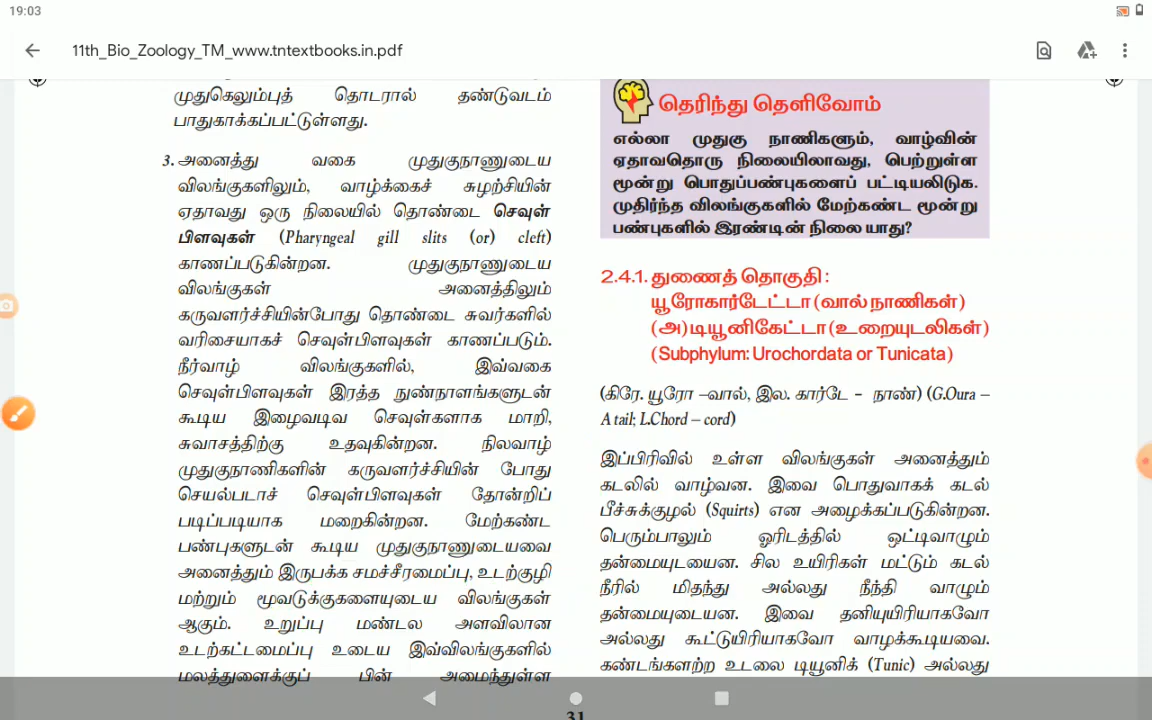 19:03
11th_Bio_Zoology_TM_www.tntextbooks.in.pdf
முதுகெலும்புத் தொடரால் தண்டுவடம்
பாதுகாக்கப்பட்டுள்ளது.
3. அனைத்து வகை முதுகுநாணுடைய
விலங்குகளிலும், வாழ்க்கைச் சுழற்சியின்
ஏதாவது ஒரு நிலையில் தொண்டை செவுள்
பிளவுகள் (Pharyngeal gill slits (or) cleft)
காணப்படுகின்றன. முதுகுநாணுடைய
விலங்குகள் அனைத்திலும்
கருவளர்ச்சியின்போது தொண்டை சுவர்களில்
வரிசையாகச் செவுள்பிளவுகள் காணப்படும்.
நீர்வாழ் விலங்குகளில், இவ்வகை
செவுள்பிளவுகள் இரத்த நுண்நாளங்களுடன்
கூடிய இழைவடிவ செவுள்களாக மாறி,
சுவாசத்திற்கு உதவுகின்றன. நிலவாழ்
முதுகுநாணிகளின் கருவளர்ச்சியின் போது
செயல்படாச் செவுள்பிளவுகள் தோன்றிப்
படிப்படியாக மறைகின்றன. மேற்கண்ட
பண்புகளுடன் கூடிய முதுகுநாணுடையவை
அனைத்தும் இருபக்க சமச்சீரமைப்பு, உடற்குழி
மற்றும் மூவடுக்குகளையுடைய விலங்குகள்
ஆகும். உறுப்பு மண்டல அளவிலான
உடற்கட்டமைப்பு உடைய இவ்விலங்குகளில்
மலத்துளைக்குப் பின் அமைந்துள்ள
தெரிந்து தெளிவோம்
எல்லா முதுகு நாணிகளும், வாழ்வின்
ஏதாவதொரு நிலையிலாவது, பெற்றுள்ள
மூன்று பொதுப்பண்புகளைப் பட்டியலிடுக.
முதிர்ந்த விலங்குகளில் மேற்கண்ட மூன்று
பண்புகளில் இரண்டின் நிலை யாது?
2.4.1. துணைத் தொகுதி :
யூரோகார்டேட்டா (வால் நாணிகள்)
(அ) டியூனிகேட்டா (உறையுடலிகள்)
(Subphylum: Urochordata or Tunicata)
(கிரே. யூரோ –வால், இல. கார்டே - நாண்) (G.Oura –
A tail; L.Chord – cord)
இப்பிரிவில் உள்ள விலங்குகள் அனைத்தும்
கடலில் வாழ்வன. இவை பொதுவாகக் கடல்
பீச்சுக்குழல் (Squirts) என அழைக்கப்படுகின்றன.
பெரும்பாலும் ஓரிடத்தில் ஒட்டிவாழும்
தன்மையுடயைன. சில உயிரிகள் மட்டும் கடல்
நீரில் மிதந்து அல்லது நீந்தி வாழும்
தன்மையுடையன. இவை தனியுயிரியாகவோ
அல்லது கூட்டுயிரியாகவோ வாழக்கூடியவை.
கண்டங்களற்ற உடலை டியூனிக் (Tunic) அல்லது
31